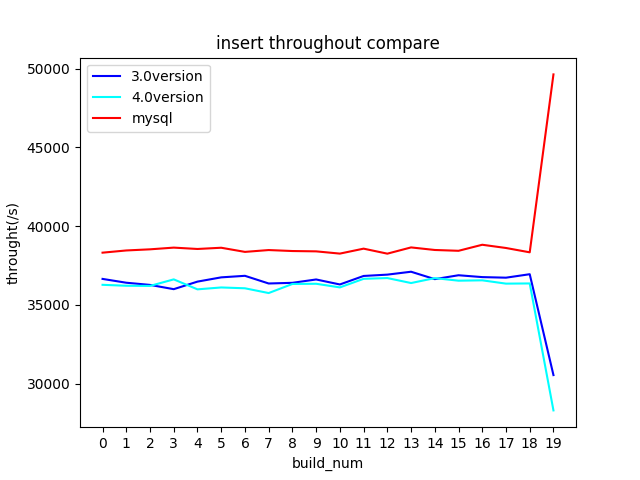 insert throughout compare
3.0version
4.0version
mysql
throught(/s)
50000
45000
40000
35000
30000
0 1 2 3 4 5 6 7 8 9 10 11 12 13 14 15 16 17 18 19
build_num